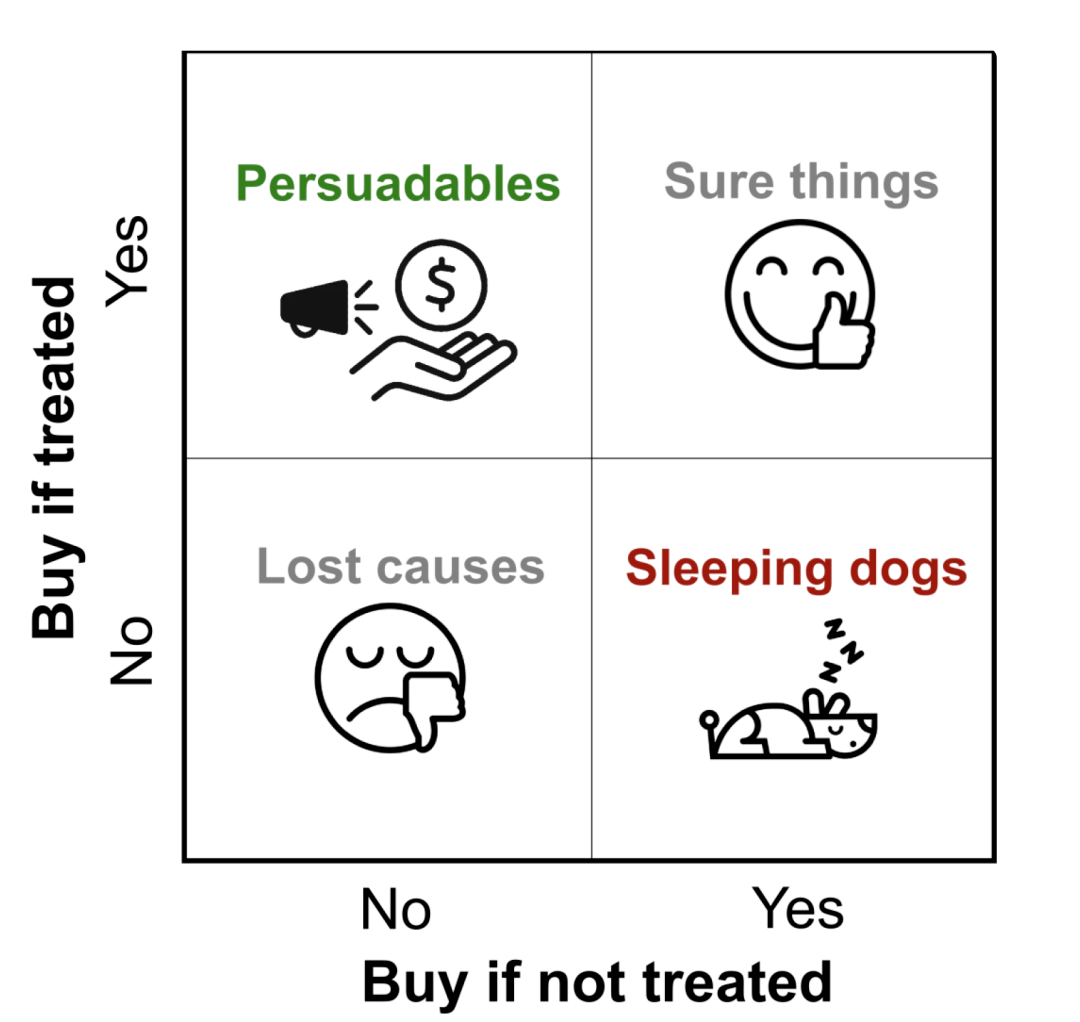 Persuadables
Sure things
$
Buy if treated
Yes
No
Lost causes
Sleeping dogs
z
z
z
No
Yes
Buy if not treated